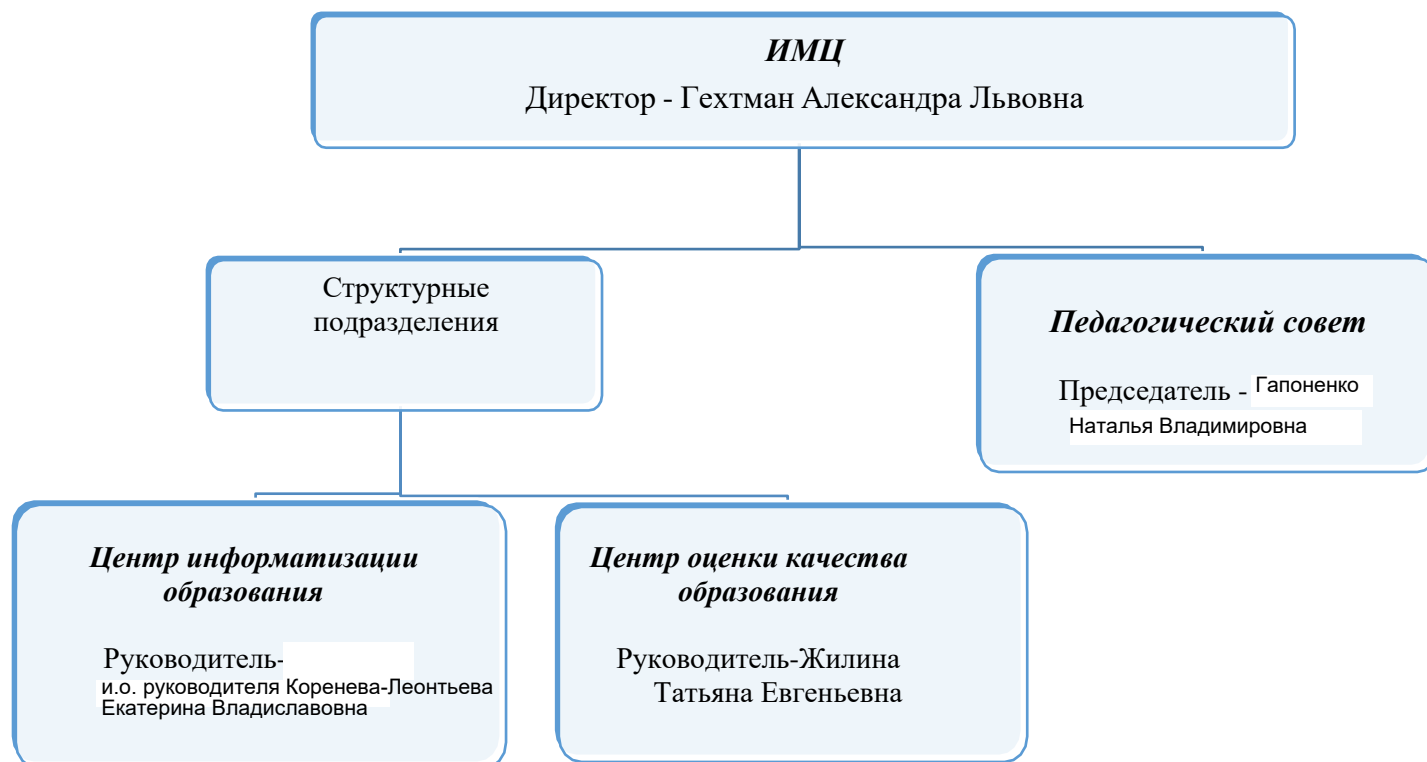 ИМЦ
Директор - Гехтман Александра Львовна
Структурные
подразделения
Педагогический совет
Председатель - Гапоненко
Наталья Владимировна
Центр информатизации
образования
Руководитель-
и.о. руководителя Коренева-Леонтьева
Екатерина Владиславовна
Центр оценки качества
образования
Руководитель-Жилина
Татьяна Евгеньевна